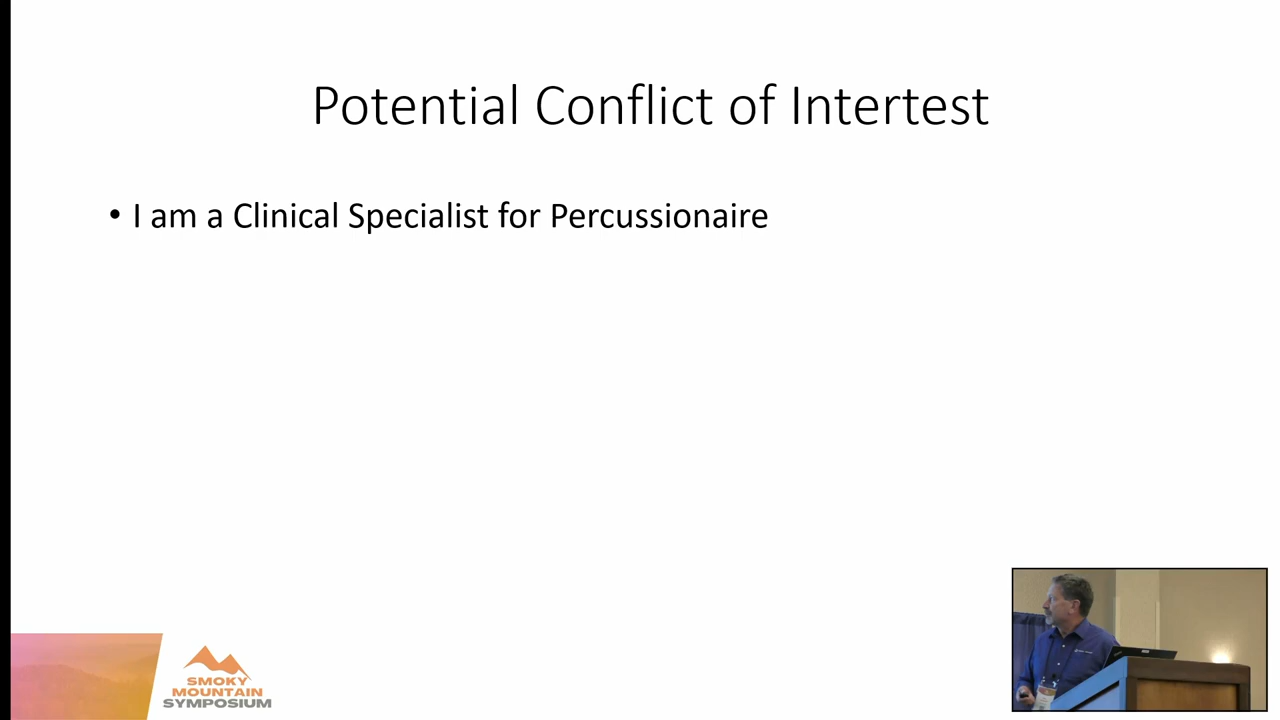 Potential Conflict of Intertest
• I am a Clinical Specialist for Percussionaire
SMOKY
MOUNTAIN
SYMPOSIUM